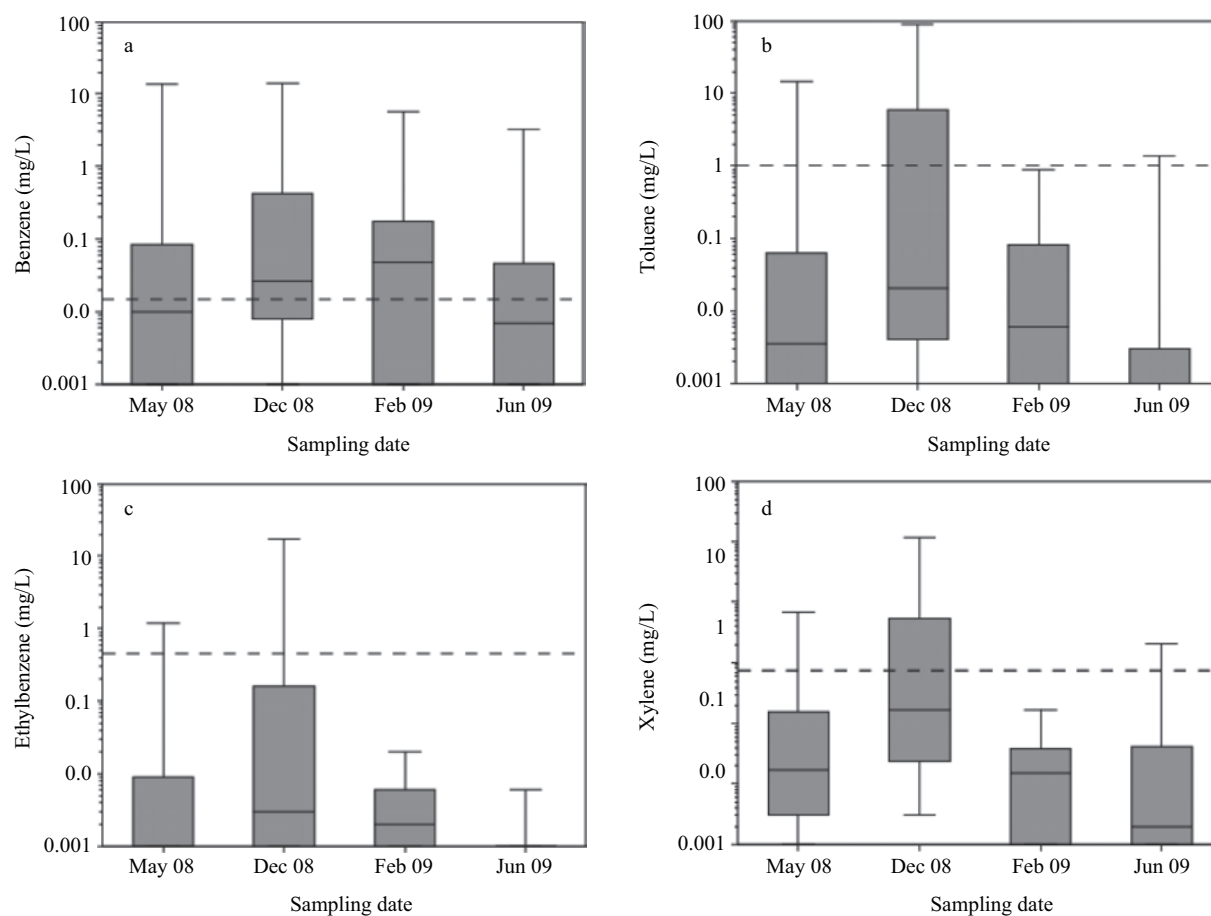 100
a
10
1
0.1
0.0
0.001
Benzene (mg/L)
May 08 Dec 08 Feb 09 Jun 09
Sampling date
100
b
10
1
0.1
0.0
0.001
Toluene (mg/L)
May 08 Dec 08 Feb 09 Jun 09
Sampling date
100
c
10
1
0.1
0.0
0.001
Ethylbenzene (mg/L)
May 08 Dec 08 Feb 09 Jun 09
Sampling date
100
d
10
1
0.1
0.0
0.001
Xylene (mg/L)
May 08 Dec 08 Feb 09 Jun 09
Sampling date